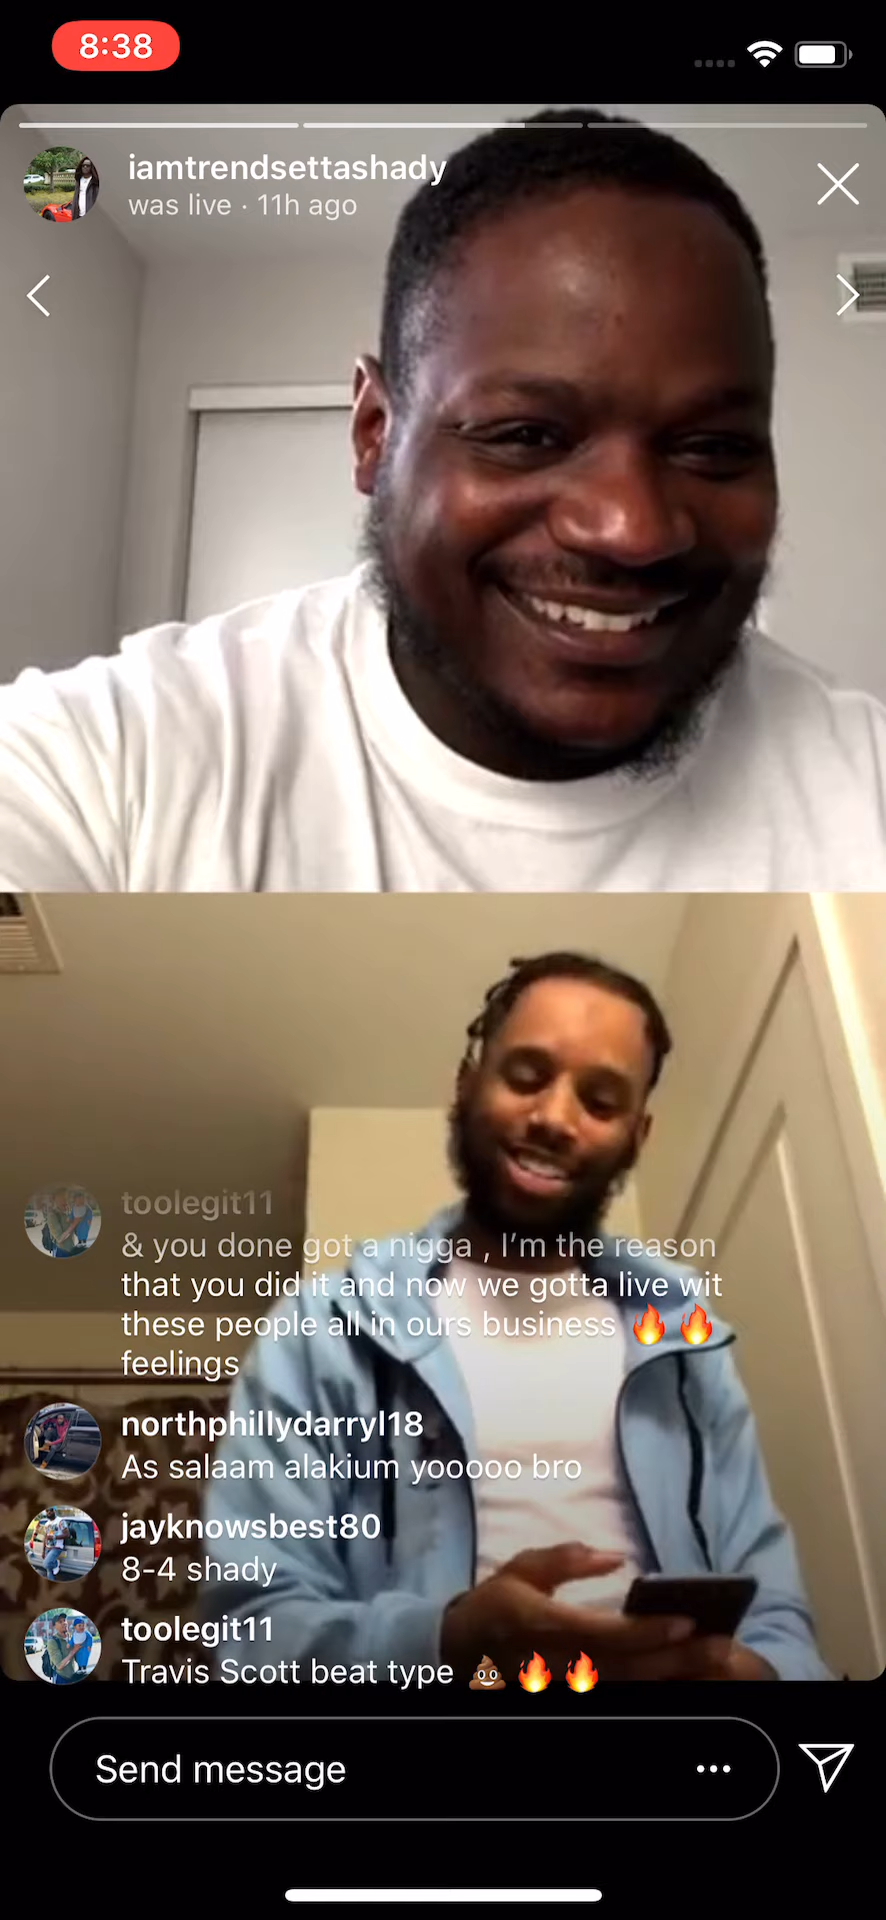 8:38
iamtrendsettashady
was live · 11h ago
toolegit11
& you done got a nigga , I'm the reason
that you did it and now we gotta live wit
these people all in ours business 🔥 🔥
feelings
northphillydarryl18
As salaam alakium yooooo bro
jayknowsbest80
8-4 shady
toolegit11
Travis Scott beat type 💩 🔥 🔥
Send message